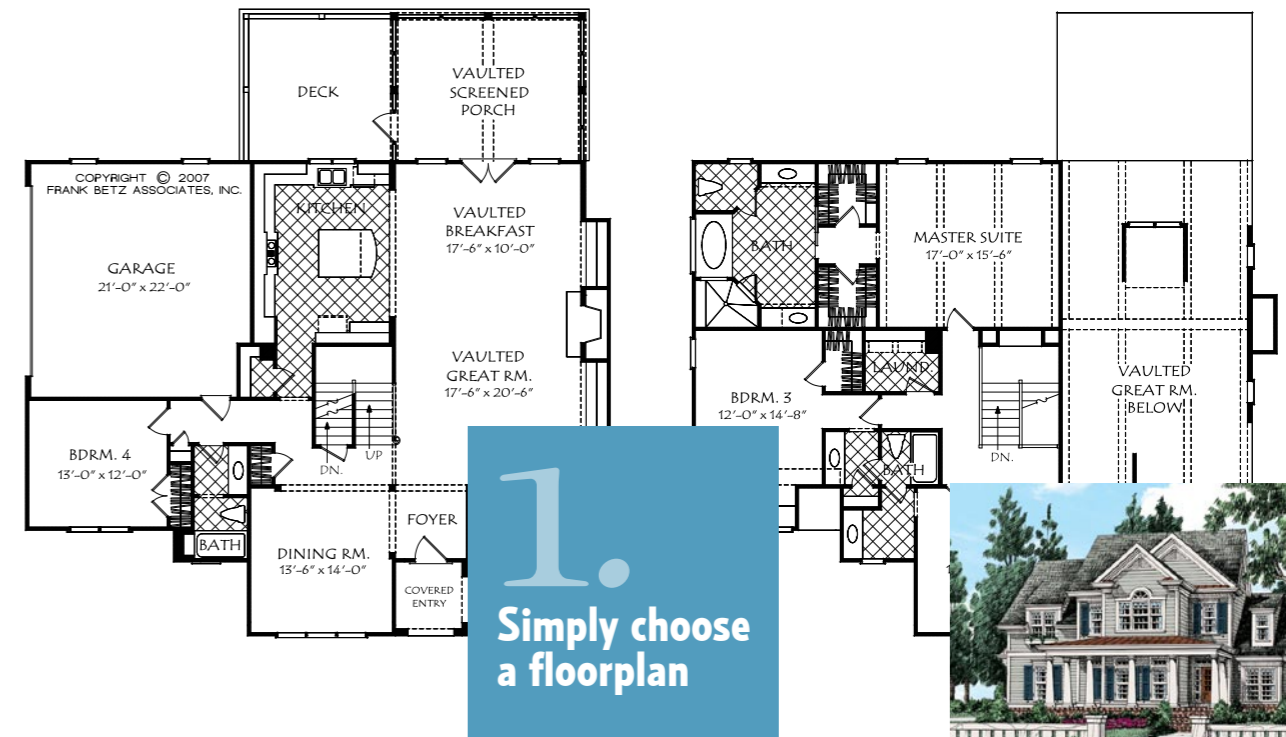 DECK
VAULTED
SCREENED
PORCH
COPYRIGHT © 2007
FRANK BETZ ASSOCIATES, INC.
KITCHEN
GARAGE
21'-0" x 22'-0"
VAULTED
BREAKFAST
17'-6" x 10'-0"
VAULTED
GREAT RM.
17'-6" x 20'-6"
BDRM. 4
13'-0" x 12'-0"
DN.
UP
BATH
DINING RM.
13'-6" x 14'-0"
FOYER
COVERED
ENTRY
BATH
MASTER SUITE
17'-0" x 15'-6"
LAUND.
BDRM. 3
12'-0" x 14'-8"
VAULTED
GREAT RM.
BELOW
DN.
BATH
1.
Simply choose
a floorplan